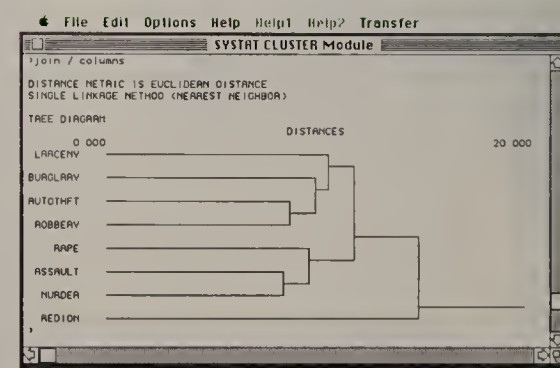 File Edit Options Help Help1 Help2 Transfer
SYSTAT CLUSTER Module
>join / columns
DISTANCE METRIC IS EUCLIDEAN DISTANCE
SINGLE LINKAGE METHOD (NEAREST NEIGHBOR)
TREE DIAGRAM
DISTANCES
0 000 20 000
LARCENY
BURGLARY
AUTOTHFT
ROBBERY
RAPE
ASSAULT
MURDER
REDION
>